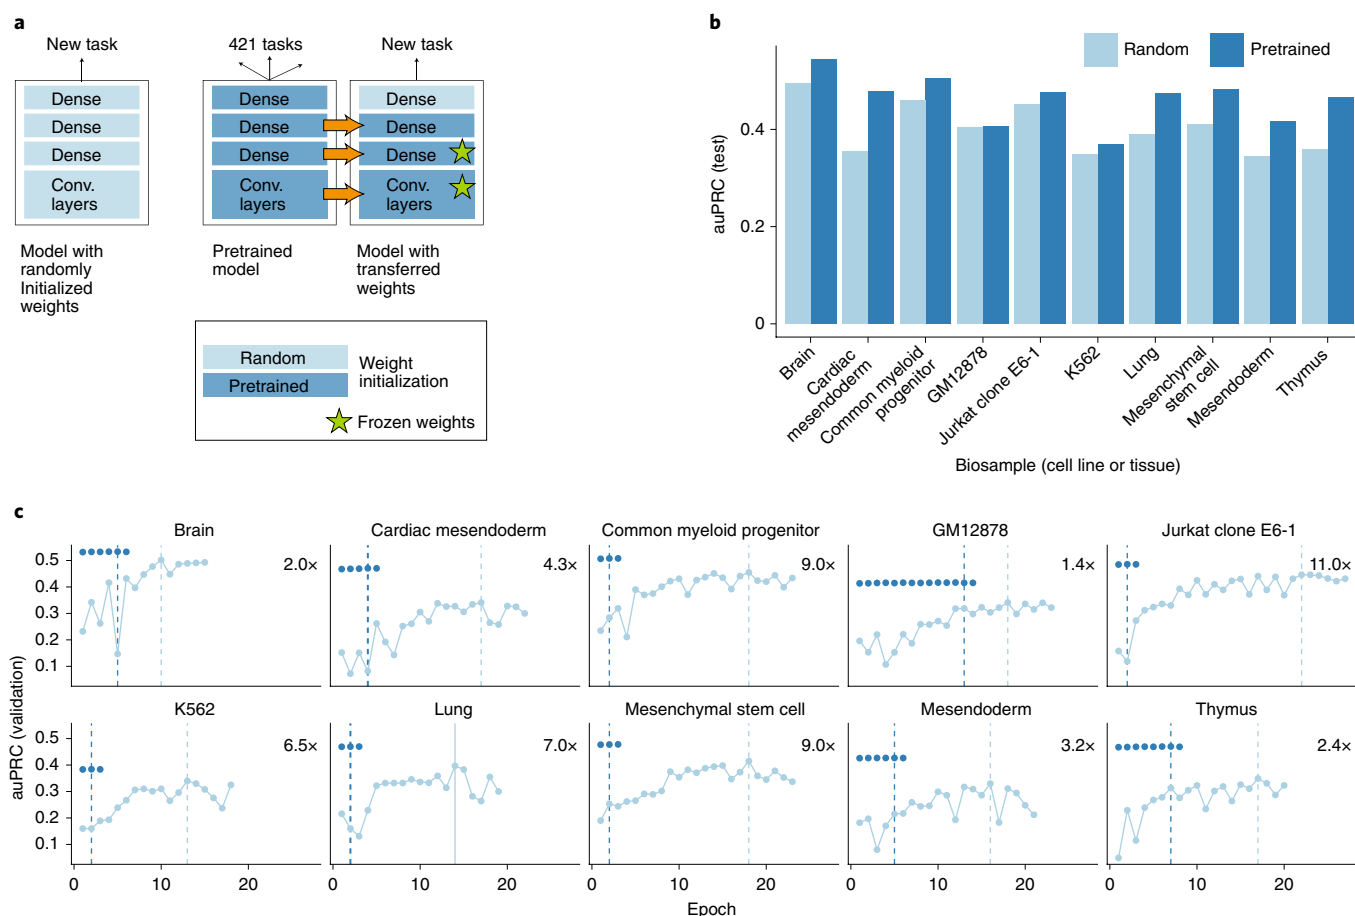 a
New task
421 tasks
New task
Dense
Dense
Dense
Conv.
layers
Dense
Dense
Dense
Conv.
layers
Dense
Dense
Dense
Conv.
layers
Model with
randomly
Initialized
weights
Pretrained
model
Model with
transferred
weights
Random
Pretrained
Weight
initialization
Frozen weights
b
Random
Pretrained
auPRC (test)
0.4
0.2
0
Brain
Cardiac
mesendoderm
Common myeloid
progenitor
GM12878
Jurkat clone E6-1
K562
Lung
Mesenchymal
stem cell
Mesendoderm
Thymus
Biosample (cell line or tissue)
c
auPRC (validation)
Brain
Cardiac mesendoderm
Common myeloid progenitor
GM12878
Jurkat clone E6-1
0.5
0.4
0.3
0.2
0.1
2.0×
4.3×
9.0×
1.4×
11.0×
K562
Lung
Mesenchymal stem cell
Mesendoderm
Thymus
0.5
0.4
0.3
0.2
0.1
6.5×
7.0×
9.0×
3.2×
2.4×
0 10 20
0 10 20
0 10 20
0 10 20
0 10 20
Epoch